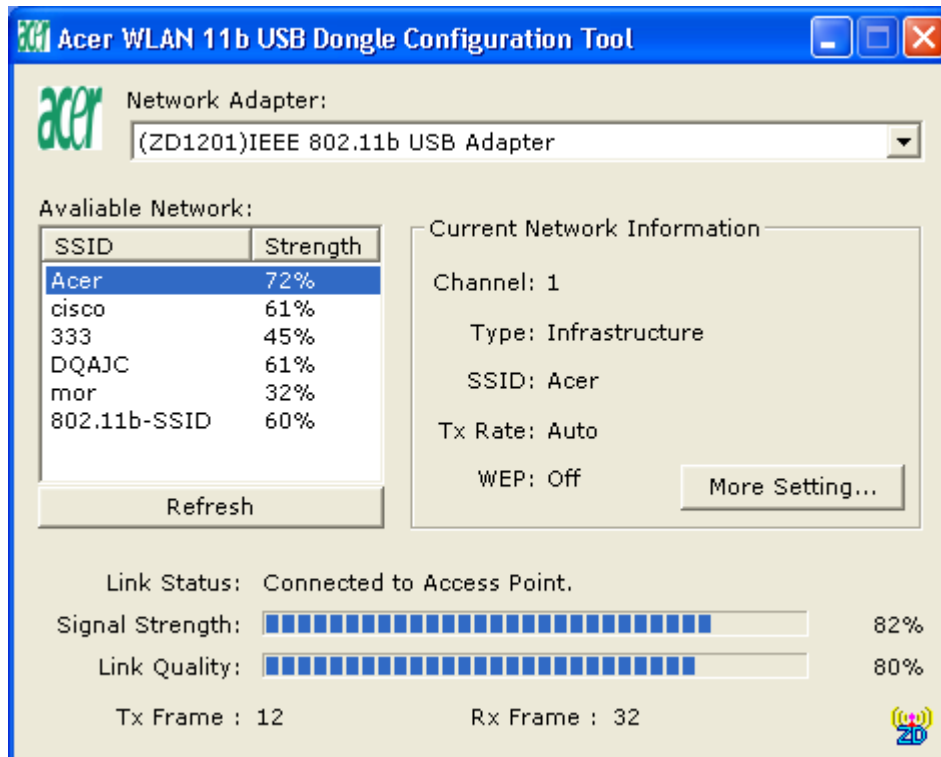 Acer WLAN 11b USB Dongle Configuration Tool
acer
Network Adapter:
(ZD1201)IEEE 802.11b USB Adapter
Avaliable Network:
SSID Strength
Acer 72%
cisco 61%
333 45%
DQAJC 61%
mor 32%
802.11b-SSID 60%
Refresh
Current Network Information
Channel: 1
Type: Infrastructure
SSID: Acer
Tx Rate: Auto
WEP: Off
More Setting...
Link Status: Connected to Access Point.
Signal Strength: 82%
Link Quality: 80%
Tx Frame : 12 Rx Frame : 32
ZD